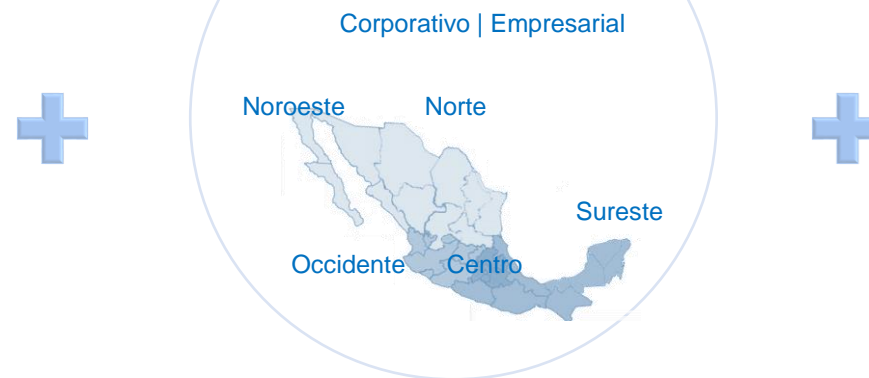 Corporativo | Empresarial
Noroeste
Norte
Sureste
Occidente
Centro